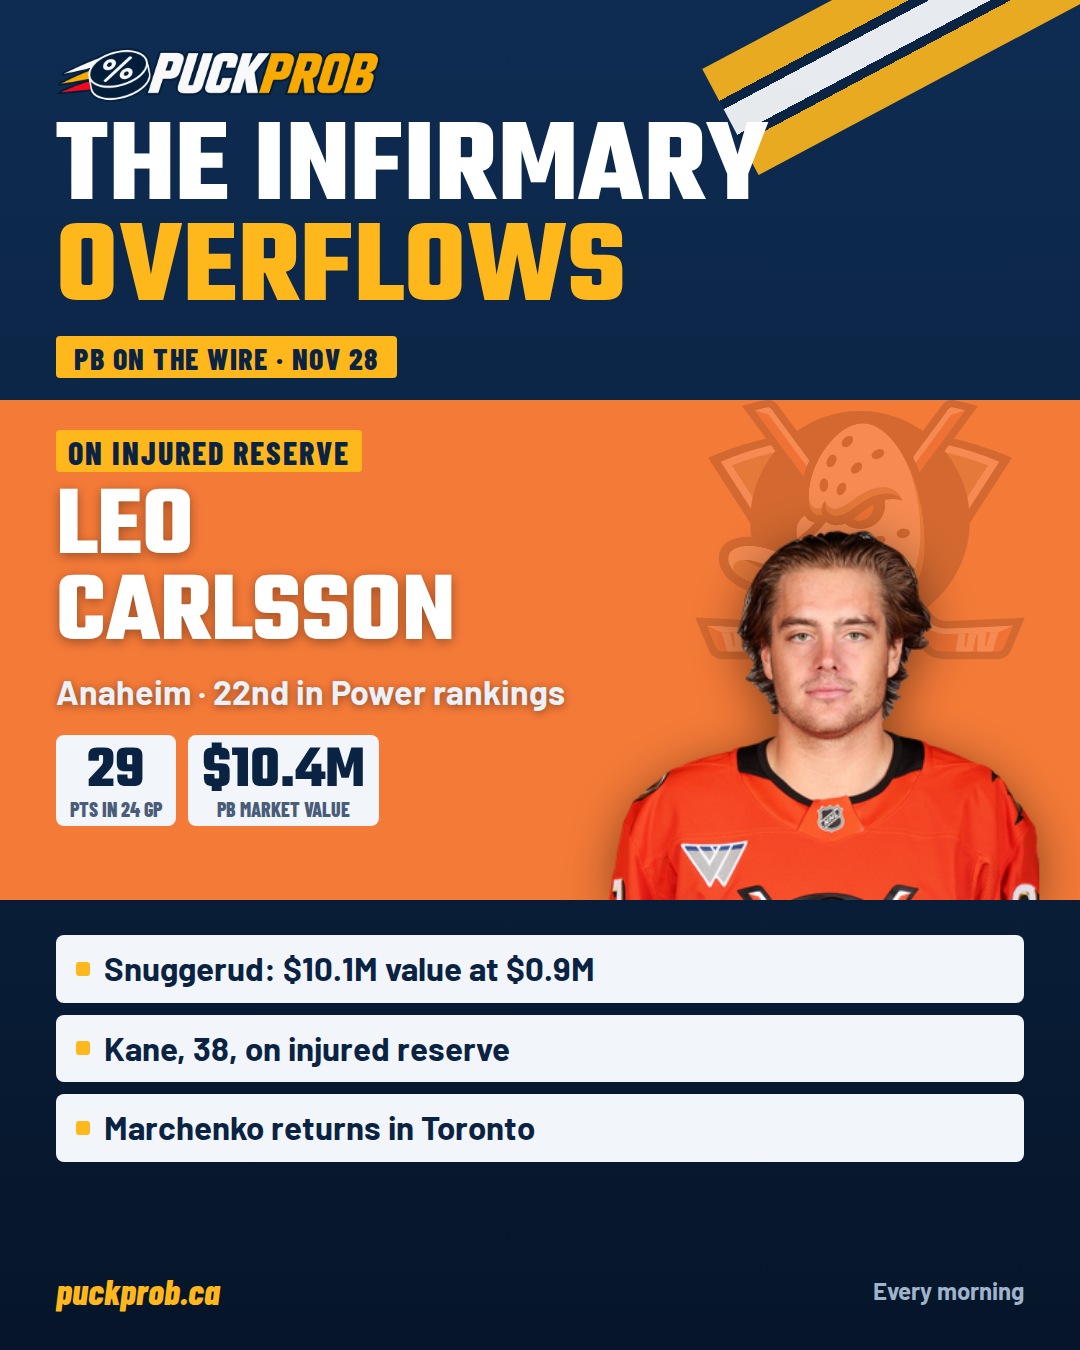 % PUCKPROB
THE INFIRMARY
OVERFLOWS
PB ON THE WIRE · NOV 28
ON INJURED RESERVE
LEO
CARLSSON
Anaheim · 22nd in Power rankings
29
PTS IN 24 GP
$10.4M
PB MARKET VALUE
Snuggerud: $10.1M value at $0.9M
Kane, 38, on injured reserve
Marchenko returns in Toronto
puckprob.ca
Every morning